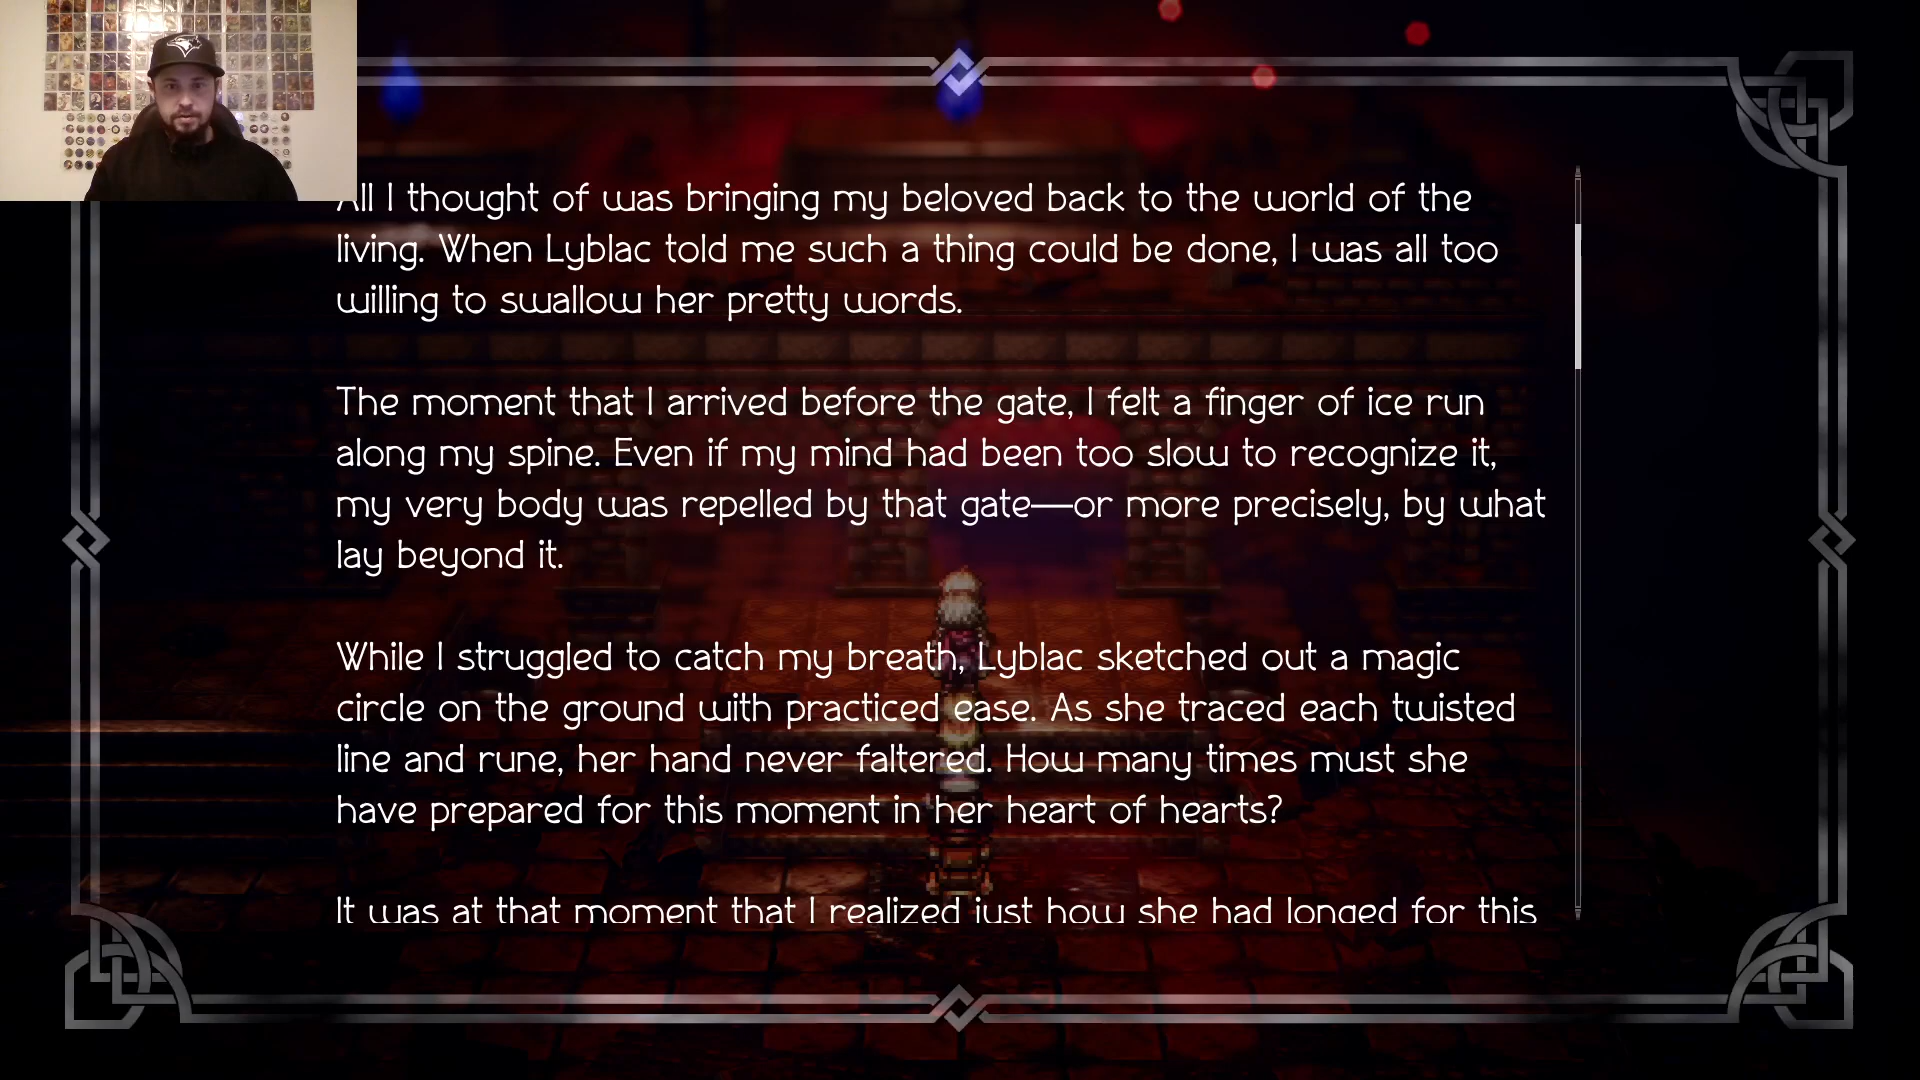 All I thought of was bringing my beloved back to the world of the
living. When Lyblac told me such a thing could be done, I was all too
willing to swallow her pretty words.
The moment that I arrived before the gate, I felt a finger of ice run
along my spine. Even if my mind had been too slow to recognize it,
my very body was repelled by that gate—or more precisely, by what
lay beyond it.
While I struggled to catch my breath, Lyblac sketched out a magic
circle on the ground with practiced ease. As she traced each twisted
line and rune, her hand never faltered. How many times must she
have prepared for this moment in her heart of hearts?
It was at that moment that I realized just how she had longed for this